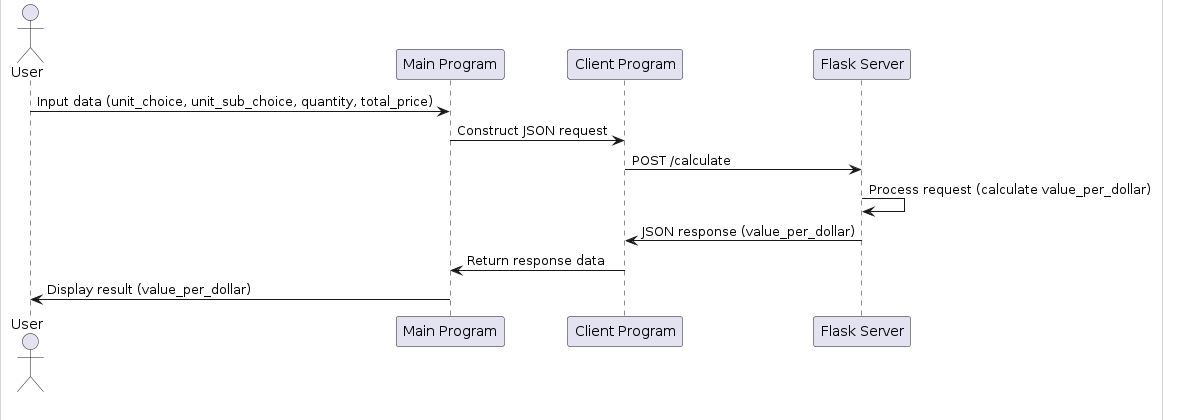 User
Main Program
Client Program
Flask Server
Input data (unit_choice, unit_sub_choice, quantity, total_price)
Construct JSON request
POST /calculate
Process request (calculate value_per_dollar)
JSON response (value_per_dollar)
Return response data
Display result (value_per_dollar)
User
Main Program
Client Program
Flask Server